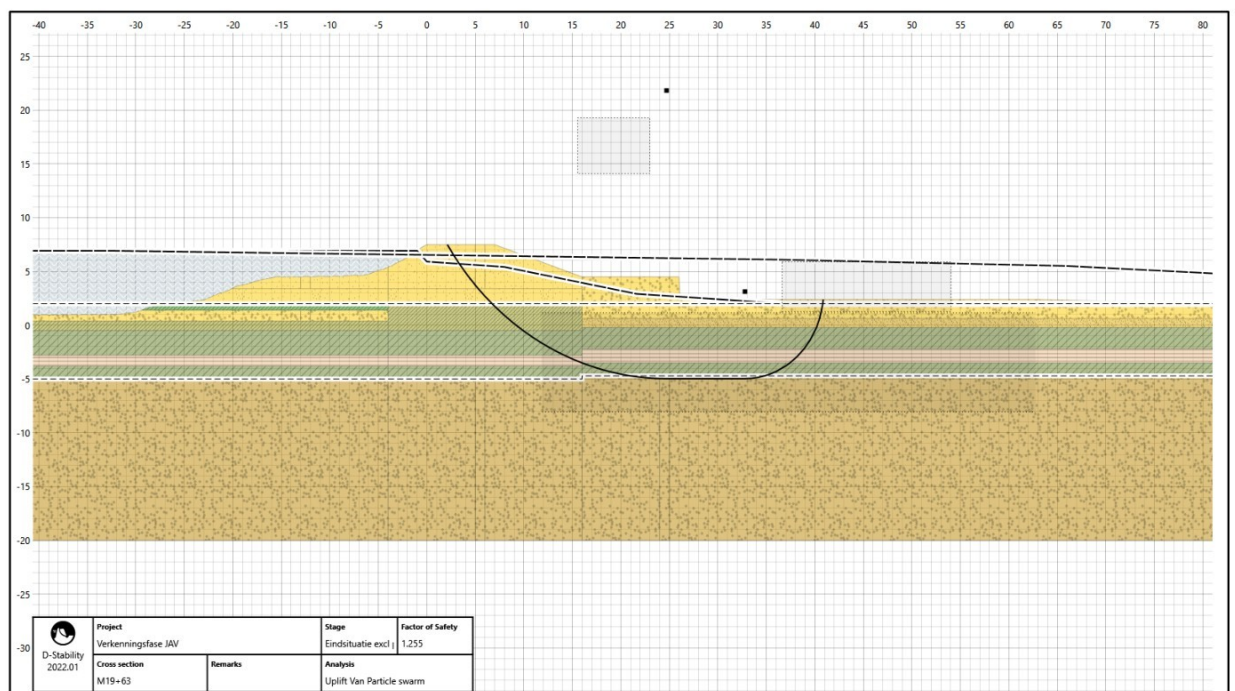 -40 -35 -30 -25 -20 -15 -10 -5 0 5 10 15 20 25 30 35 40 45 50 55 60 65 70 75 80
25
20
15
10
5
0
-5
-10
-15
-20
-25
-30
D-Stability
2022.01
Project
Verkenningsfase JAV
Stage
Eindsituatie excl
Factor of Safety
1.255
Cross section
M19+63
Remarks
Analysis
Uplift Van Particle swarm